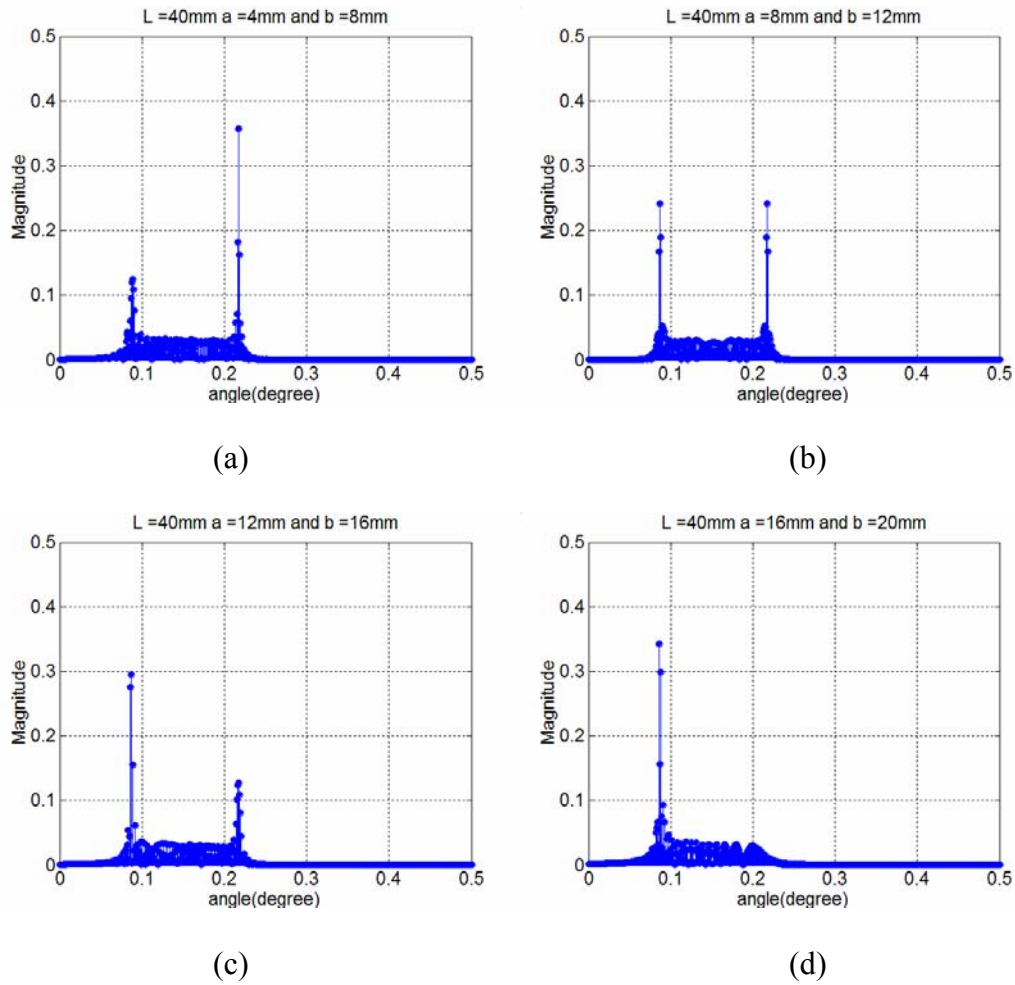 L =40mm a =4mm and b =8mm
0.5
0.4
0.3
0.2
0.1
0
Magnitude
0 0.1 0.2 0.3 0.4 0.5
angle(degree)
(a)
L =40mm a =8mm and b =12mm
0.5
0.4
0.3
0.2
0.1
0
Magnitude
0 0.1 0.2 0.3 0.4 0.5
angle(degree)
(b)
L =40mm a =12mm and b =16mm
0.5
0.4
0.3
0.2
0.1
0
Magnitude
0 0.1 0.2 0.3 0.4 0.5
angle(degree)
(c)
L =40mm a =16mm and b =20mm
0.5
0.4
0.3
0.2
0.1
0
Magnitude
0 0.1 0.2 0.3 0.4 0.5
angle(degree)
(d)